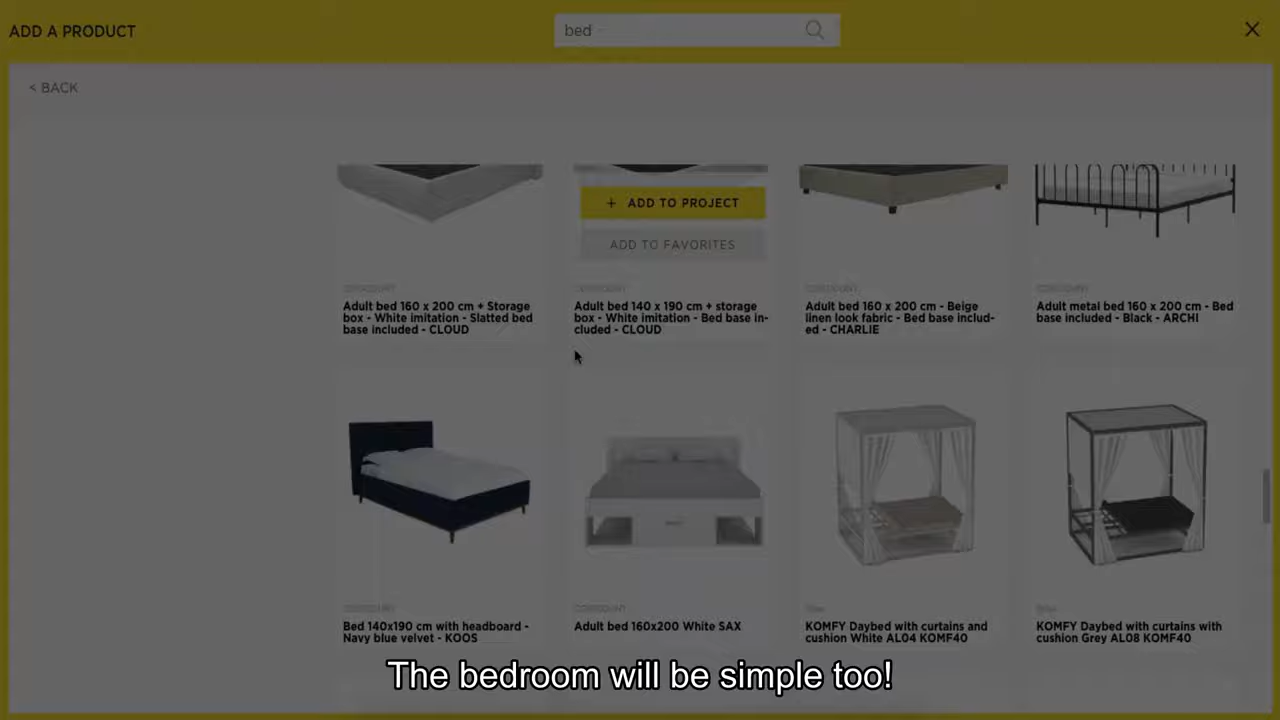 ADD A PRODUCT
bed
< BACK
+ ADD TO PROJECT
ADD TO FAVORITES
Adult bed 160 x 200 cm + Storage
box - White imitation - Slatted bed
base included - CLOUD
Adult bed 140 x 190 cm + storage
box - White imitation - Bed base in-
cluded - CLOUD
Adult bed 160 x 200 cm - Beige
linen look fabric - Bed base includ-
ed - CHARLIE
Adult metal bed 160 x 200 cm - Bed
base included - Black - ARCHI
Bed 140x190 cm with headboard -
Navy blue velvet - KOOS
Adult bed 160x200 White SAX
KOMFY Daybed with curtains and
cushion White AL04 KOMF40
KOMFY Daybed with curtains with
cushion Grey AL08 KOMF40
The bedroom will be simple too!